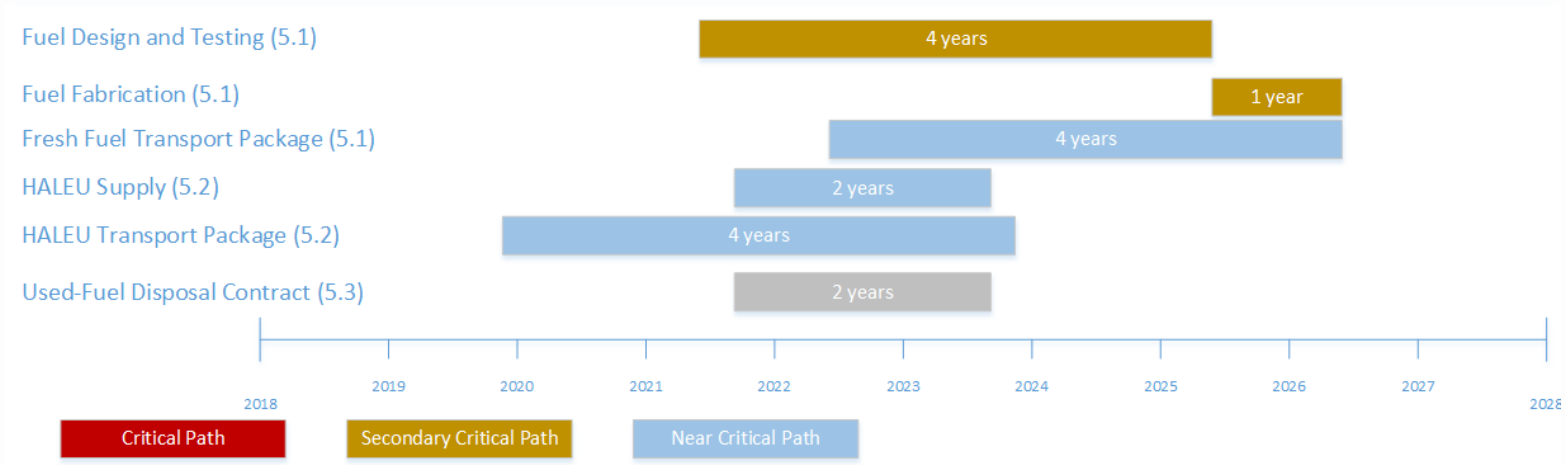 Fuel Design and Testing (5.1)
4 years
Fuel Fabrication (5.1)
1 year
Fresh Fuel Transport Package (5.1)
4 years
HALEU Supply (5.2)
2 years
HALEU Transport Package (5.2)
4 years
Used-Fuel Disposal Contract (5.3)
2 years
2019 2020 2021 2022 2023 2024 2025 2026 2027
2018 2028
Critical Path Secondary Critical Path Near Critical Path